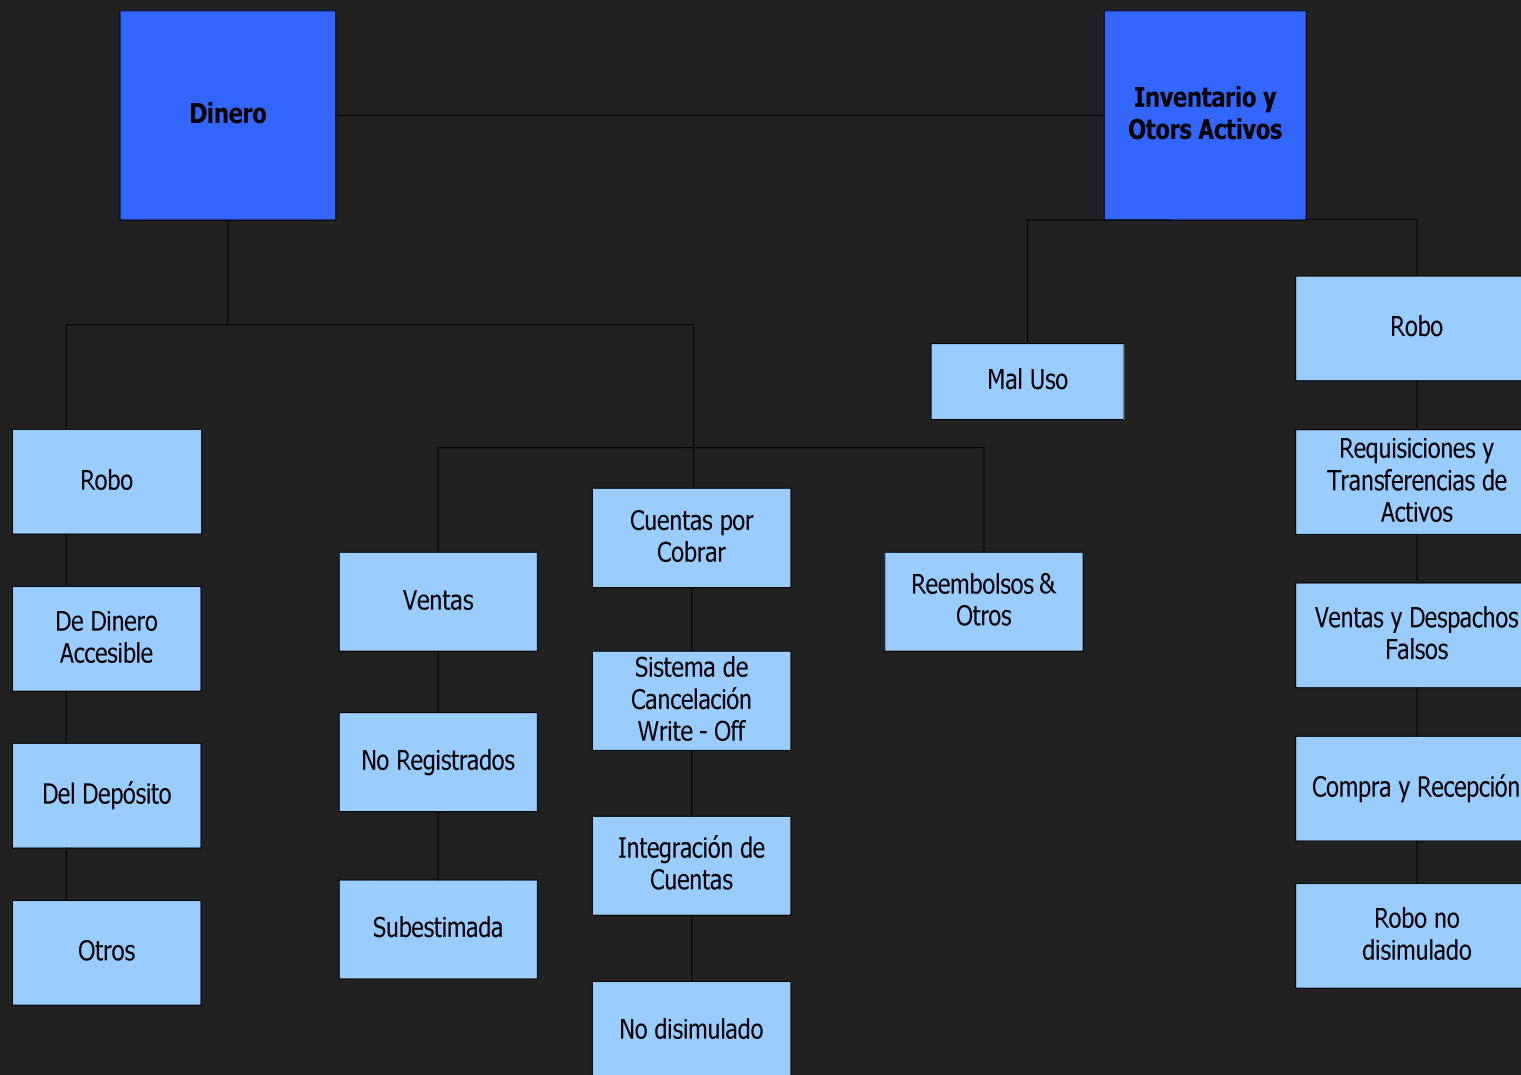 Dinero
Inventario y
Otors Activos
Robo
Mal Uso
Robo
Requisiciones y
Transferencias de
Activos
Cuentas por
Cobrar
Ventas
Reembolsos &
Otros
De Dinero
Accesible
Ventas y Despachos
Falsos
Sistema de
Cancelación
Write - Off
No Registrados
Del Depósito
Compra y Recepción
Integración de
Cuentas
Subestimada
Otros
Robo no
disimulado
No disimulado